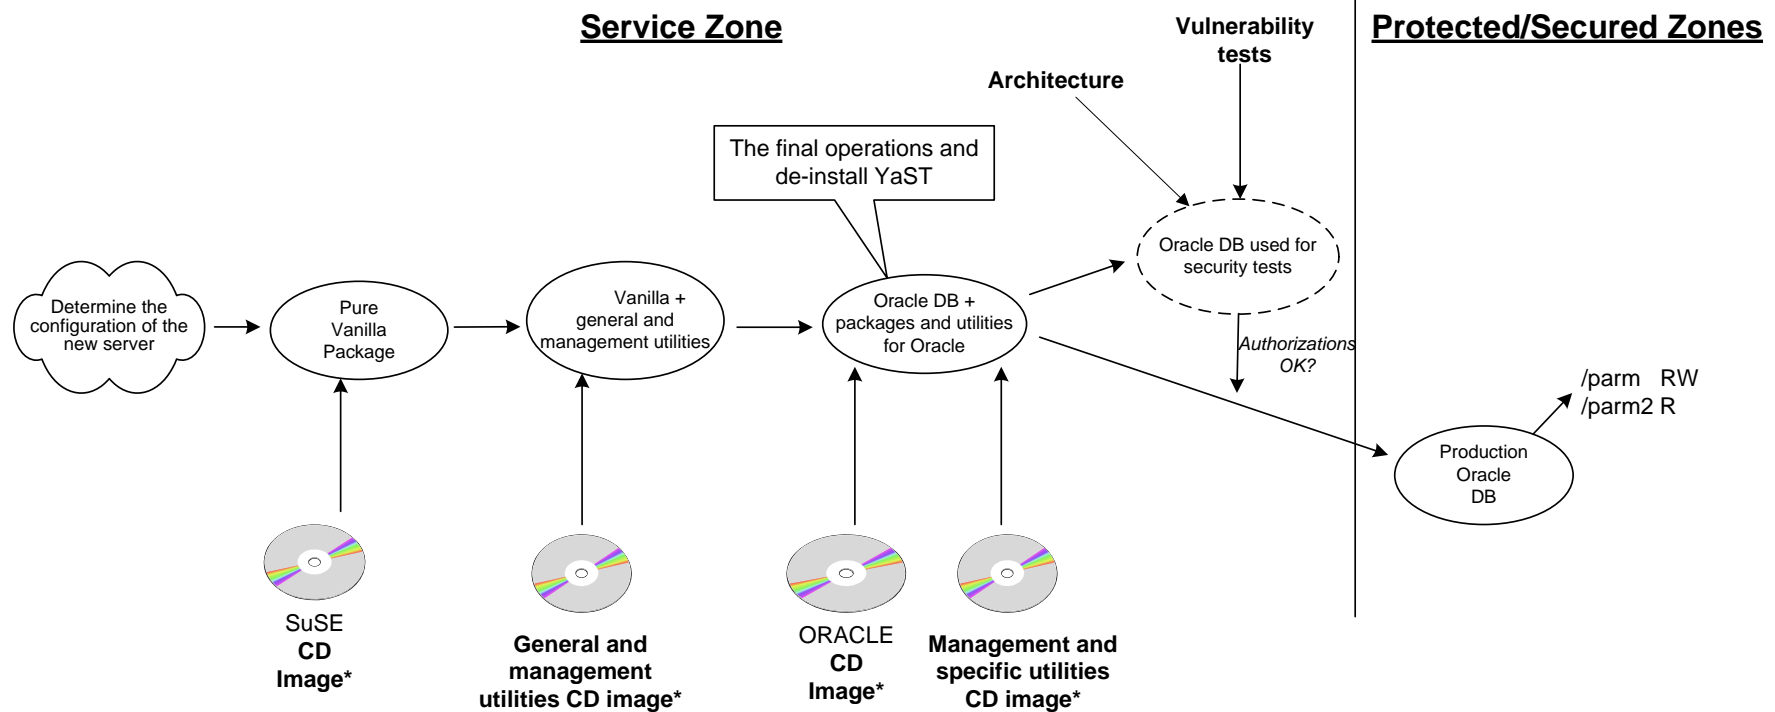 Service Zone
Vulnerability
tests
Protected/Secured Zones
Architecture
The final operations and
de-install YaST
Oracle DB used for
security tests
Determine the
configuration of the
new server
Pure
Vanilla
Package
Vanilla +
general and
management utilities
Oracle DB +
packages and utilities
for Oracle
Authorizations
OK?
/parm RW
/parm2 R
Production
Oracle
DB
SuSE
CD
Image*
General and
management
utilities CD image*
ORACLE
CD
Image*
Management and
specific utilities
CD image*